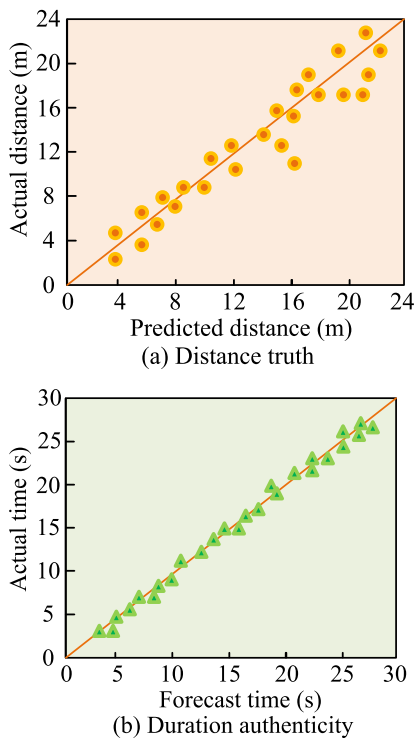 24
20
16
12
8
4
0
Actual distance (m)
0 4 8 12 16 20 24
Predicted distance (m)
(a) Distance truth
30
25
20
15
10
5
0
Actual time (s)
0 5 10 15 20 25 30
Forecast time (s)
(b) Duration authenticity